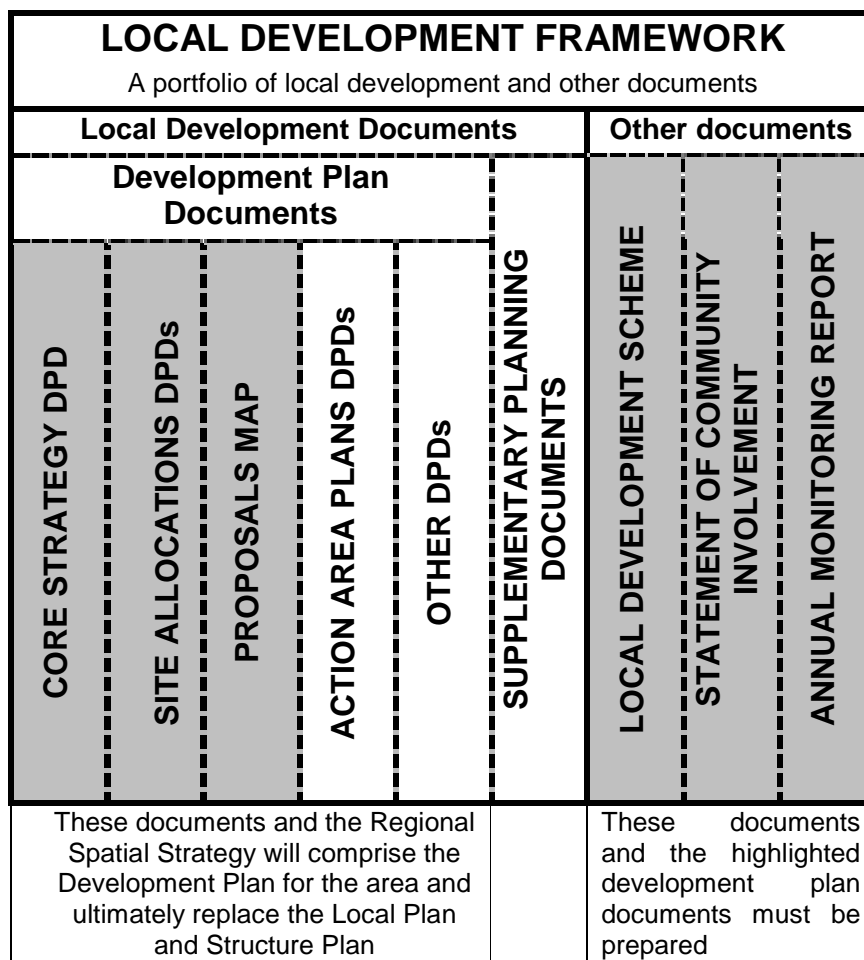 LOCAL DEVELOPMENT FRAMEWORK
A portfolio of local development and other documents
Local Development Documents
Other documents
Development Plan
Documents
CORE STRATEGY DPD
SITE ALLOCATIONS DPDs
PROPOSALS MAP
ACTION AREA PLANS DPDs
OTHER DPDs
SUPPLEMENTARY PLANNING
DOCUMENTS
LOCAL DEVELOPMENT SCHEME
STATEMENT OF COMMUNITY
INVOLVEMENT
ANNUAL MONITORING REPORT
These documents and the Regional
Spatial Strategy will comprise the
Development Plan for the area and
ultimately replace the Local Plan
and Structure Plan
These documents
and the highlighted
development plan
documents must be
prepared